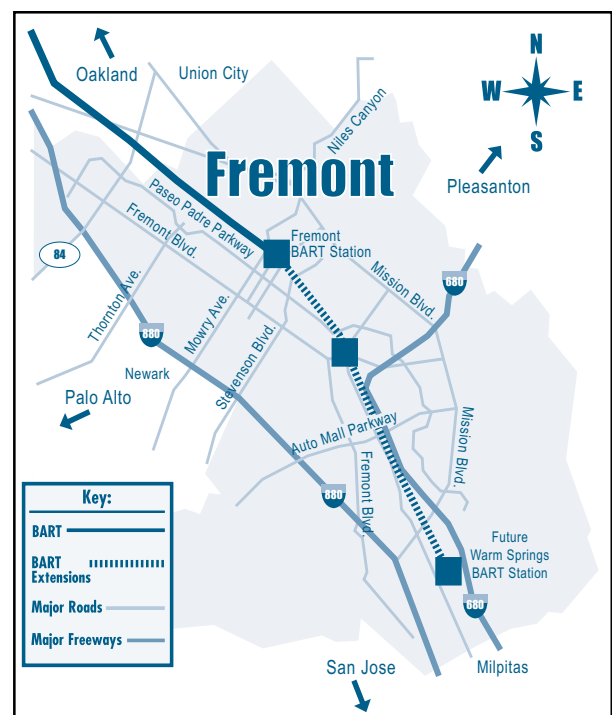 Oakland
Union City
N
W E
S
Niles Canyon
Fremont
Pleasanton
Paseo Padre Parkway
Fremont Blvd.
Fremont
BART Station
Mission Blvd.
84
680
Thornton Ave.
880
Mowry Ave.
Stevenson Blvd.
Newark
Palo Alto
Auto Mall Parkway
Mission Blvd.
Fremont Blvd.
880
Key:
BART
BART
Extensions
Major Roads
Major Freeways
Future
Warm Springs
BART Station
680
San Jose
Milpitas